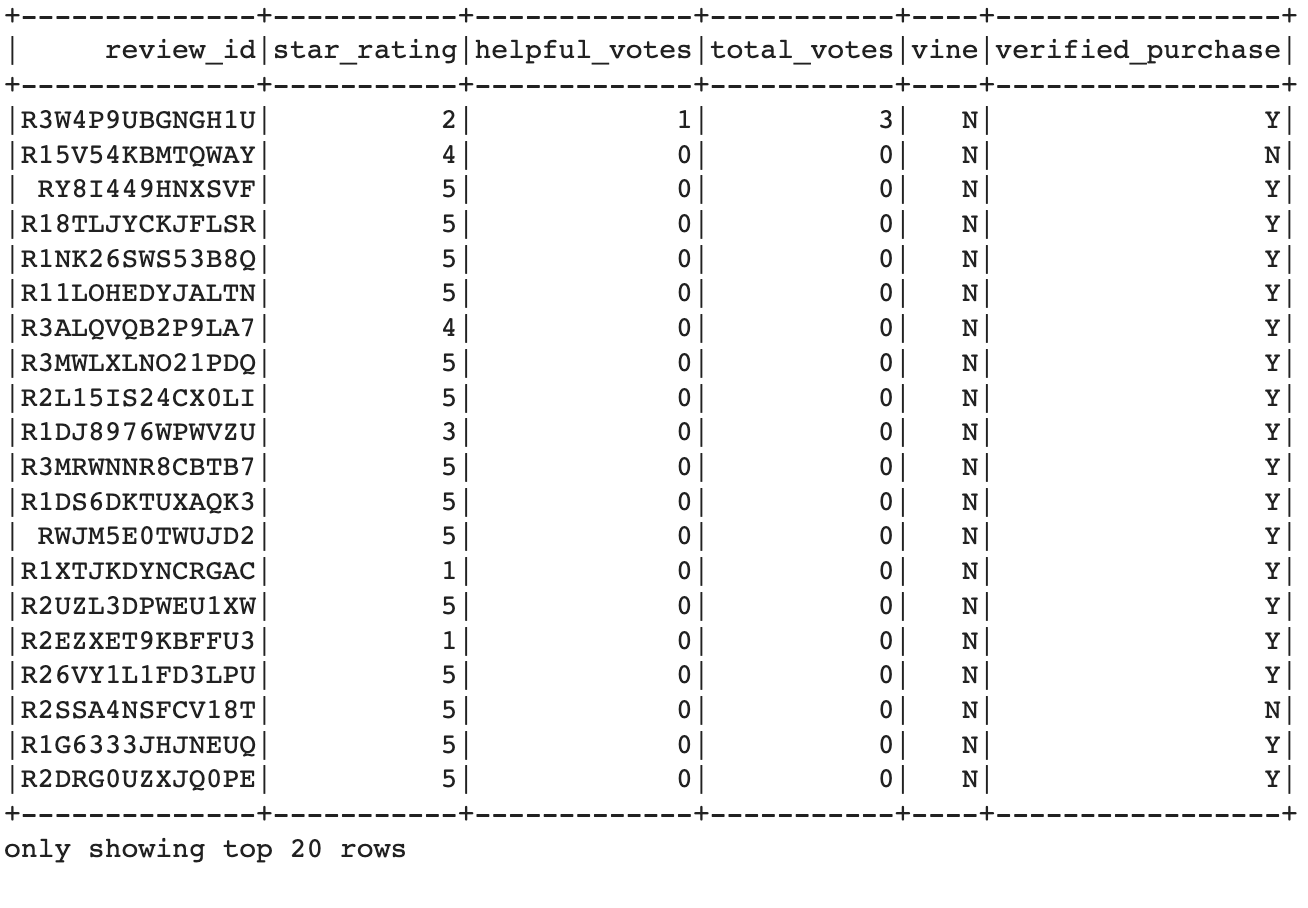 +--------------+-----------+-------------+-----------+----+-----------------+
|     review_id|star_rating|helpful_votes|total_votes|vine|verified_purchase|
+--------------+-----------+-------------+-----------+----+-----------------+
|R3W4P9UBGNGH1U|          2|            1|          3|   N|                Y|
|R15V54KBMTQWAY|          4|            0|          0|   N|                N|
| RY8I449HNXSVF|          5|            0|          0|   N|                Y|
|R18TLJYCKJFLSR|          5|            0|          0|   N|                Y|
|R1NK26SWS53B8Q|          5|            0|          0|   N|                Y|
|R11LOHEDYJALTN|          5|            0|          0|   N|                Y|
|R3ALQVQB2P9LA7|          4|            0|          0|   N|                Y|
|R3MWLXLNO21PDQ|          5|            0|          0|   N|                Y|
|R2L15IS24CX0LI|          5|            0|          0|   N|                Y|
|R1DJ8976WPWVZU|          3|            0|          0|   N|                Y|
|R3MRWNNR8CBTB7|          5|            0|          0|   N|                Y|
|R1DS6DKTUXAQK3|          5|            0|          0|   N|                Y|
| RWJM5E0TWUJD2|          5|            0|          0|   N|                Y|
|R1XTJKDYNCRGAC|          1|            0|          0|   N|                Y|
|R2UZL3DPWEU1XW|          5|            0|          0|   N|                Y|
|R2EZXET9KBFFU3|          1|            0|          0|   N|                Y|
|R26VY1L1FD3LPU|          5|            0|          0|   N|                Y|
|R2SSA4NSFCV18T|          5|            0|          0|   N|                N|
|R1G6333JHJNEUQ|          5|            0|          0|   N|                Y|
|R2DRG0UZXJQ0PE|          5|            0|          0|   N|                Y|
+--------------+-----------+-------------+-----------+----+-----------------+
only showing top 20 rows